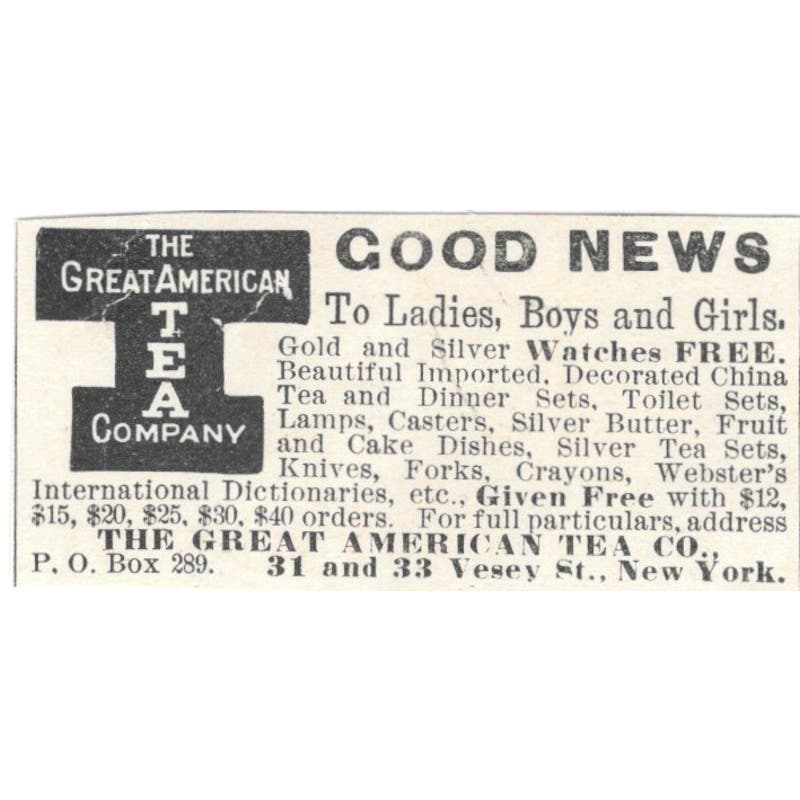 THE
GREAT AMERICAN
TEA
COMPANY
GOOD NEWS
To Ladies, Boys and Girls.
Gold and Silver Watches FREE.
Beautiful Imported, Decorated China
Tea and Dinner Sets, Toilet Sets,
Lamps, Casters, Silver Butter, Fruit
and Cake Dishes, Silver Tea Sets,
Knives, Forks, Crayons, Webster's
International Dictionaries, etc., Given Free with $12,
$15, $20, $25, $30, $40 orders. For full particulars, address
THE GREAT AMERICAN TEA CO.,
P. O. Box 289. 31 and 33 Vesey St., New York.